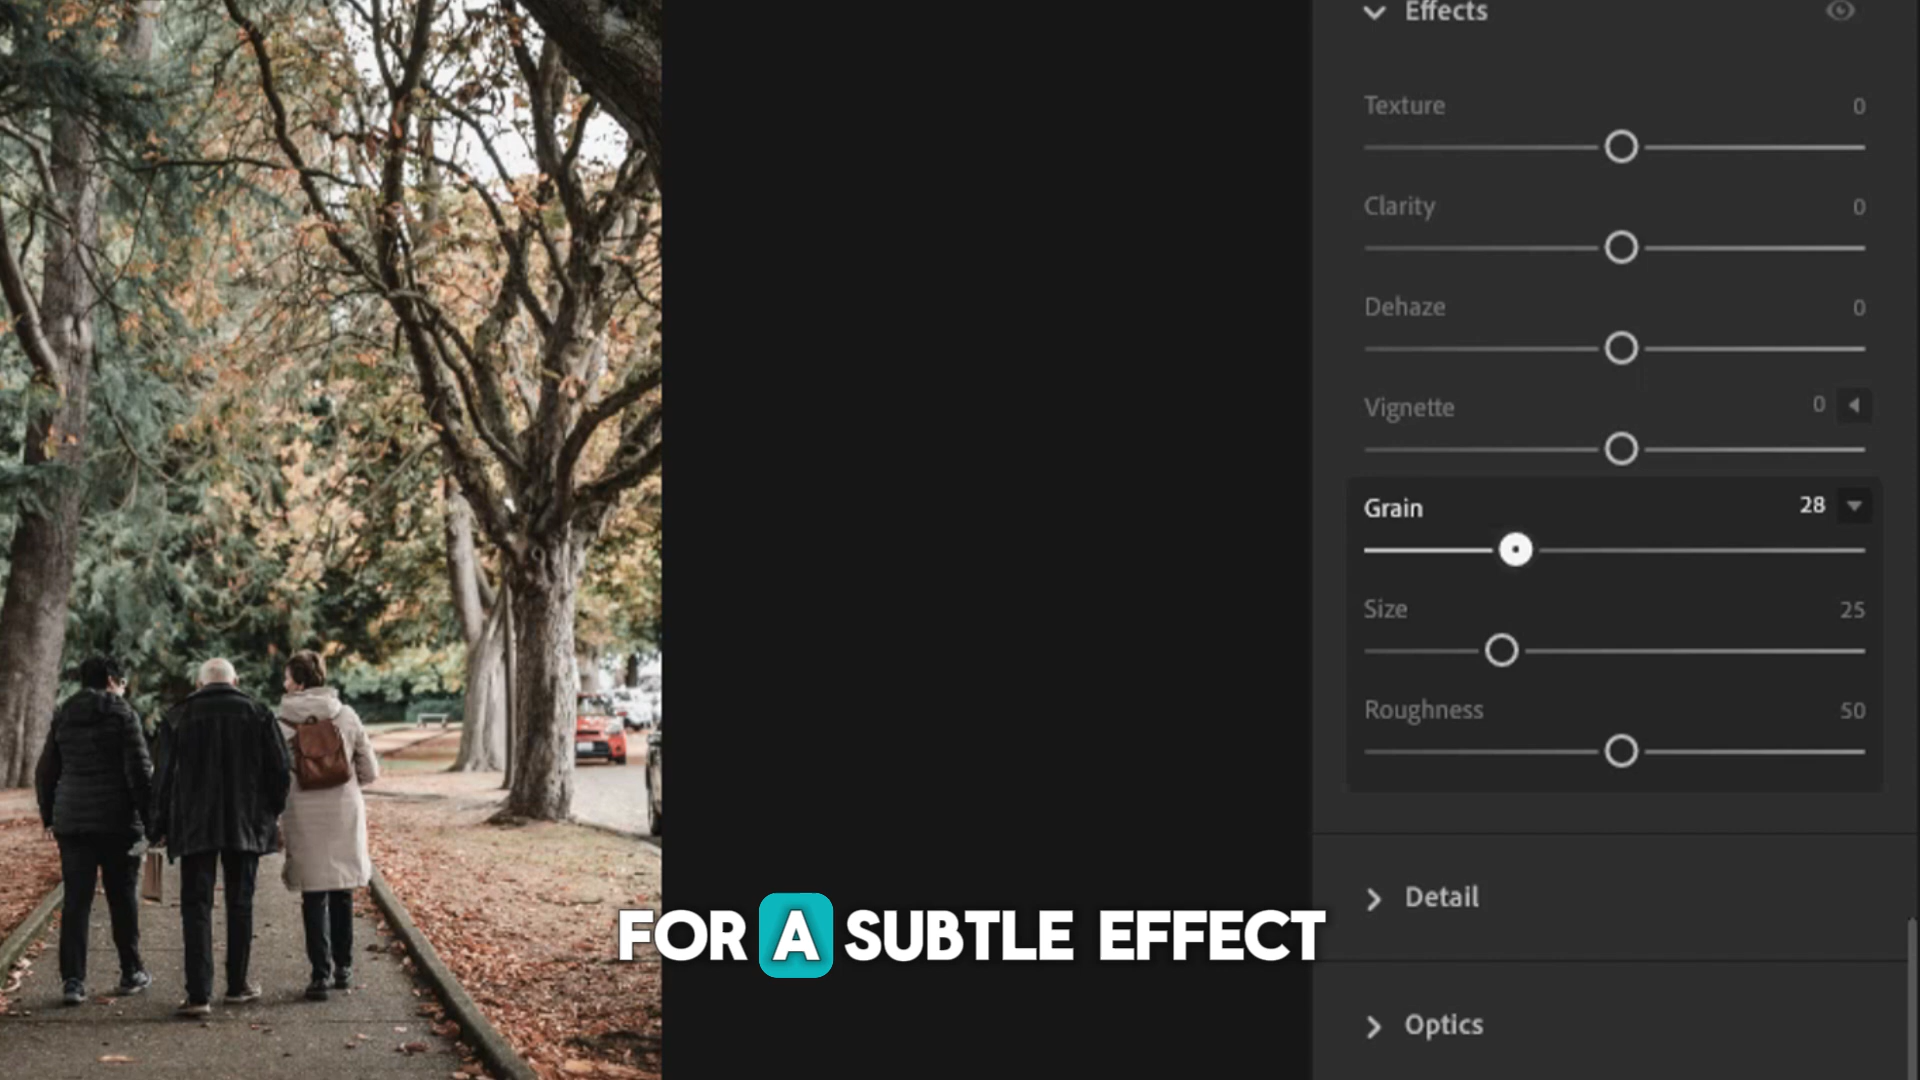 Effects
Texture 0
Clarity 0
Dehaze 0
Vignette 0
Grain 28
Size 25
Roughness 50
Detail
FOR A SUBTLE EFFECT
Optics